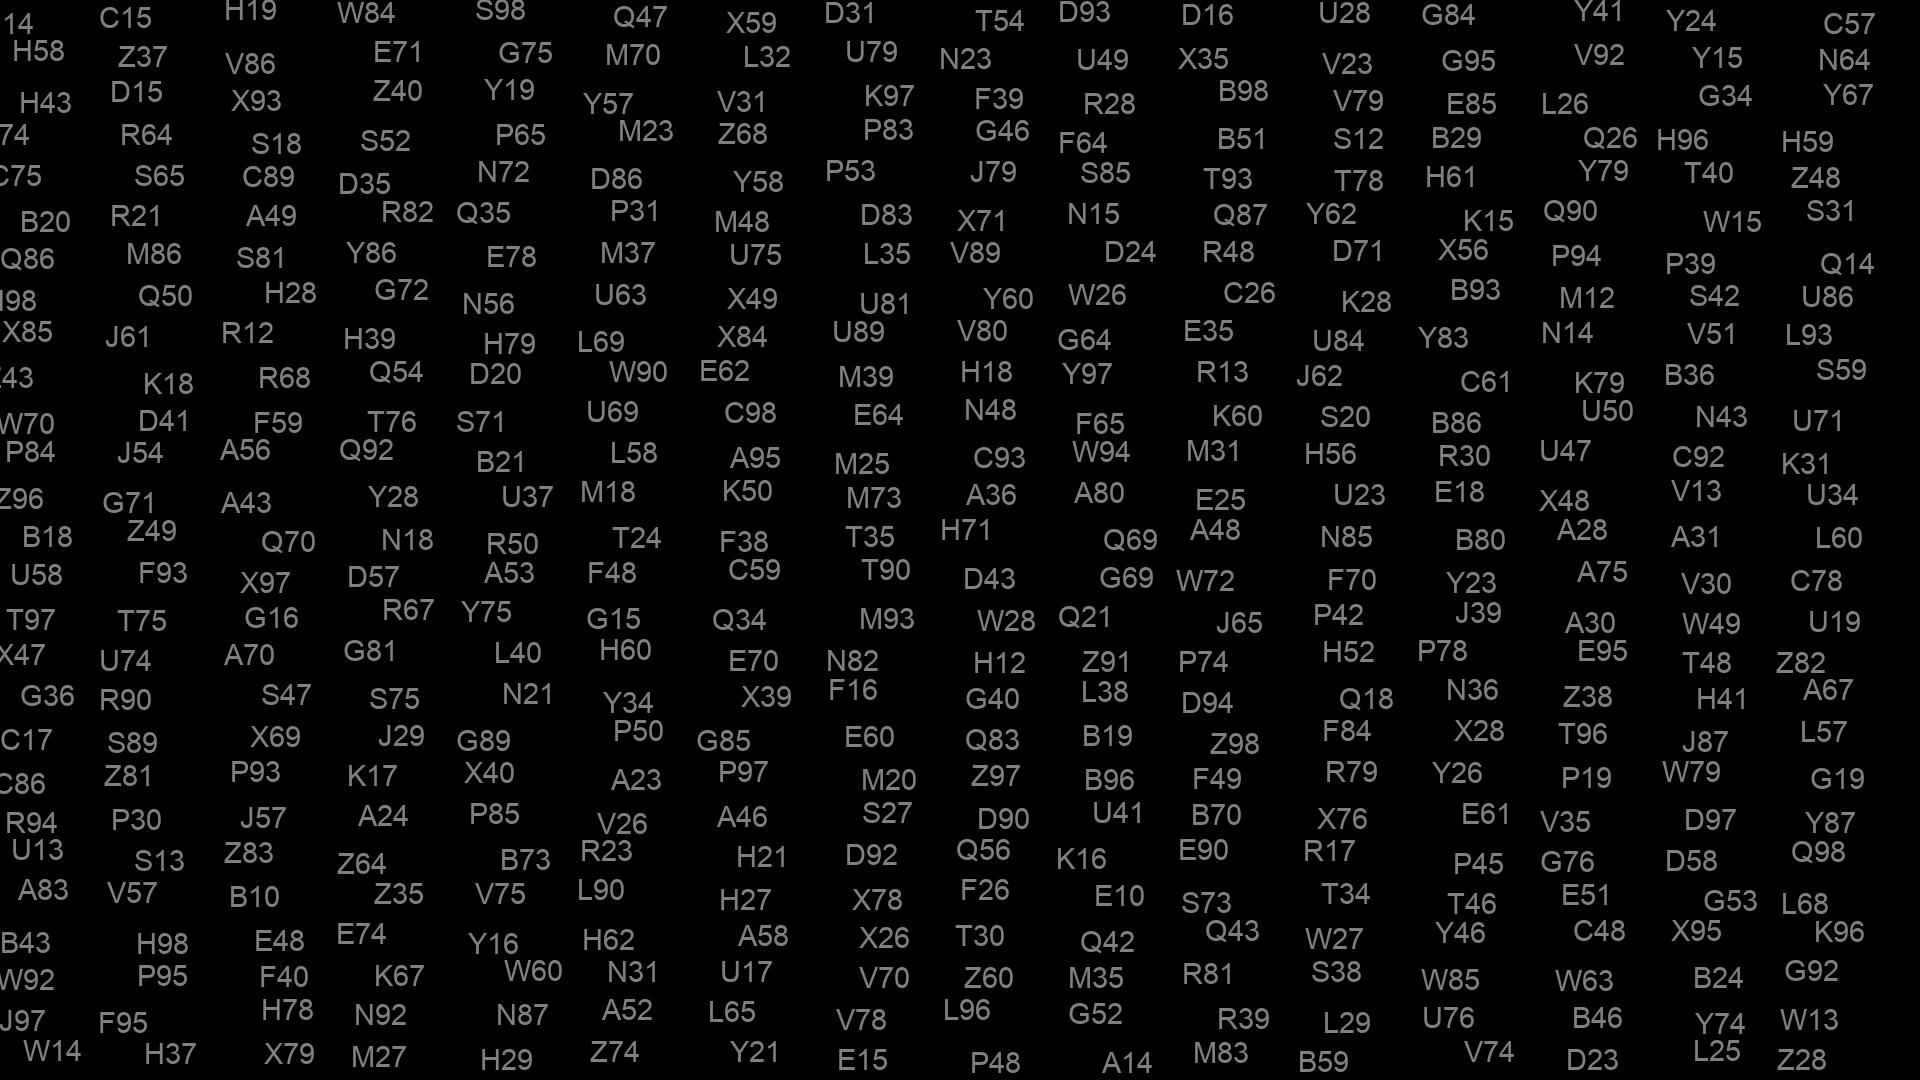 14 C15 H19 W84 S98 Q47 X59 D31 T54 D93 D16 U28 G84 Y41 Y24 C57
H58 Z37 V86 E71 G75 M70 L32 U79 N23 U49 X35 V23 G95 V92 Y15 N64
H43 D15 X93 Z40 Y19 Y57 V31 K97 F39 R28 B98 V79 E85 L26 G34 Y67
74 R64 S18 S52 P65 M23 Z68 P83 G46 F64 B51 S12 B29 Q26 H96 H59
C75 S65 C89 D35 N72 D86 Y58 P53 J79 S85 T93 T78 H61 Y79 T40 Z48
B20 R21 A49 R82 Q35 P31 M48 D83 X71 N15 Q87 Y62 K15 Q90 W15 S31
Q86 M86 S81 Y86 E78 M37 U75 L35 V89 D24 R48 D71 X56 P94 P39 Q14
98 Q50 H28 G72 N56 U63 X49 U81 Y60 W26 C26 K28 B93 M12 S42 U86
X85 J61 R12 H39 H79 L69 X84 U89 V80 G64 E35 U84 Y83 N14 V51 L93
43 K18 R68 Q54 D20 W90 E62 M39 H18 Y97 R13 J62 C61 K79 B36 S59
W70 D41 F59 T76 S71 U69 C98 E64 N48 F65 K60 S20 B86 U50 N43 U71
P84 J54 A56 Q92 B21 L58 A95 M25 C93 W94 M31 H56 R30 U47 C92 K31
Z96 G71 A43 Y28 U37 M18 K50 M73 A36 A80 E25 U23 E18 X48 V13 U34
B18 Z49 Q70 N18 R50 T24 F38 T35 H71 Q69 A48 N85 B80 A28 A31 L60
U58 F93 X97 D57 A53 F48 C59 T90 D43 G69 W72 F70 Y23 A75 V30 C78
T97 T75 G16 R67 Y75 G15 Q34 M93 W28 Q21 J65 P42 J39 A30 W49 U19
X47 U74 A70 G81 L40 H60 E70 N82 H12 Z91 P74 H52 P78 E95 T48 Z82
G36 R90 S47 S75 N21 Y34 X39 F16 G40 L38 D94 Q18 N36 Z38 H41 A67
C17 S89 X69 J29 G89 P50 G85 E60 Q83 B19 Z98 F84 X28 T96 J87 L57
C86 Z81 P93 K17 X40 A23 P97 M20 Z97 B96 F49 R79 Y26 P19 W79 G19
R94 P30 J57 A24 P85 V26 A46 S27 D90 U41 B70 X76 E61 V35 D97 Y87
U13 S13 Z83 Z64 B73 R23 H21 D92 Q56 K16 E90 R17 P45 G76 D58 Q98
A83 V57 B10 Z35 V75 L90 H27 X78 F26 E10 S73 T34 T46 E51 G53 L68
B43 H98 E48 E74 Y16 H62 A58 X26 T30 Q42 Q43 W27 Y46 C48 X95 K96
W92 P95 F40 K67 W60 N31 U17 V70 Z60 M35 R81 S38 W85 W63 B24 G92
J97 F95 H78 N92 N87 A52 L65 V78 L96 G52 R39 L29 U76 B46 Y74 W13
W14 H37 X79 M27 H29 Z74 Y21 E15 P48 A14 M83 B59 V74 D23 L25 Z28